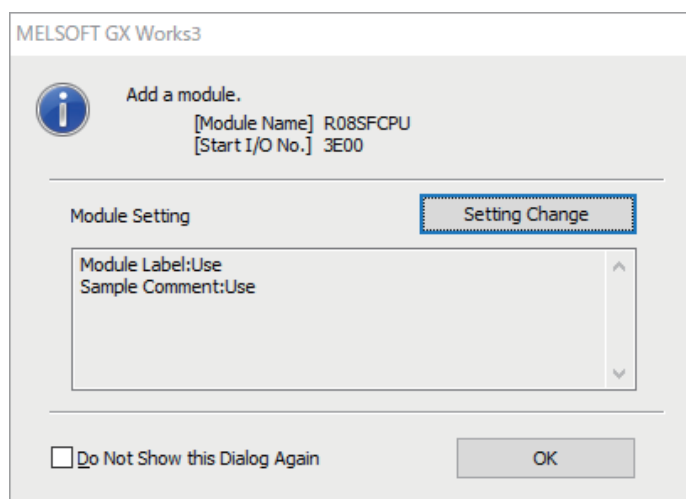 MELSOFT GX Works3
Add a module.
[Module Name] R08SFCPU
[Start I/O No.] 3E00
Module Setting
Setting Change
Module Label:Use
Sample Comment:Use
Do Not Show this Dialog Again
OK